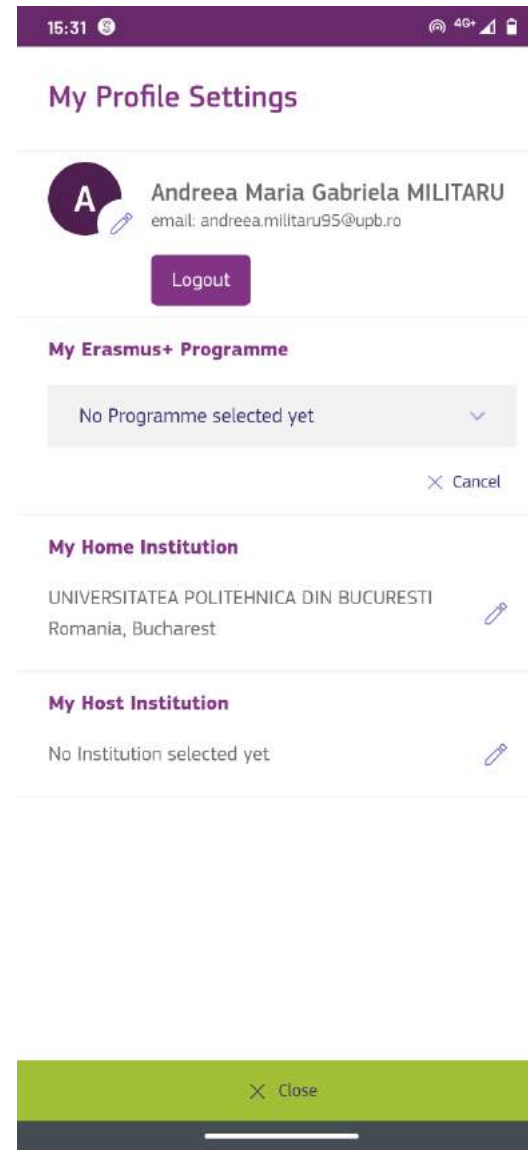 15:31 S 4G+
My Profile Settings
A
Andreea Maria Gabriela MILITARU
email: andreea.militaru95@upb.ro
Logout
My Erasmus+ Programme
No Programme selected yet
Cancel
My Home Institution
UNIVERSITATEA POLITEHNICA DIN BUCURESTI
Romania, Bucharest
My Host Institution
No Institution selected yet
Close